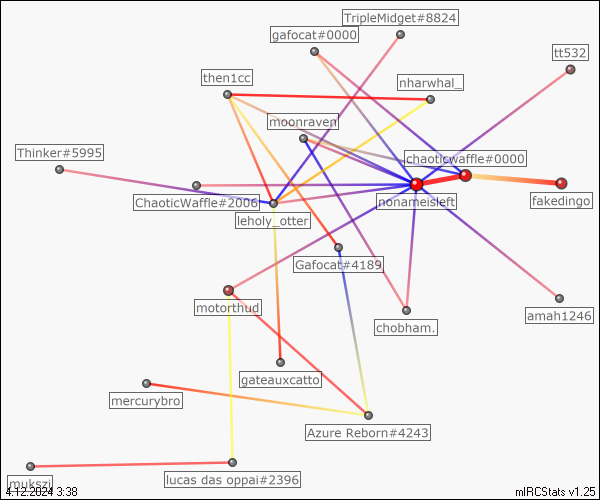 TripleMidget#8824
gafocat#0000
tt532
then1cc
nharwhal_
moonraven
Thinker#5995
chaoticwaffle#0000
ChaoticWaffle#2006
nonameisleft
fakedingo
leholy_otter
Gafocat#4189
motorthud
chobham.
amah1246
gateauxcatto
mercurybro
Azure Reborn#4243
lucas das oppai#2396
mukszi
4.12.2024 3:38
mIRCStats v1.25